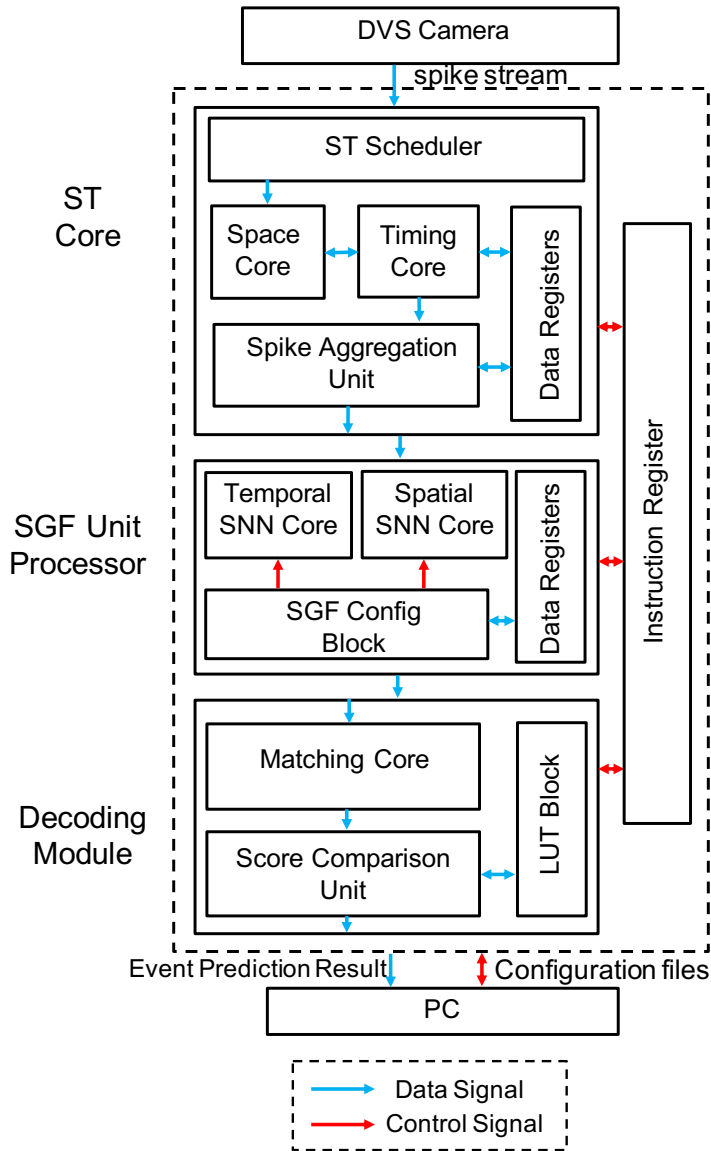 DVS Camera
spike stream
ST
Core
ST Scheduler
Space
Core
Timing
Core
Data Registers
Spike Aggregation
Unit
Instruction Register
SGF Unit
Processor
Temporal
SNN Core
Spatial
SNN Core
Data Registers
SGF Config
Block
Decoding
Module
Matching Core
LUT Block
Score Comparison
Unit
Event Prediction Result
Configuration files
PC
Data Signal
Control Signal